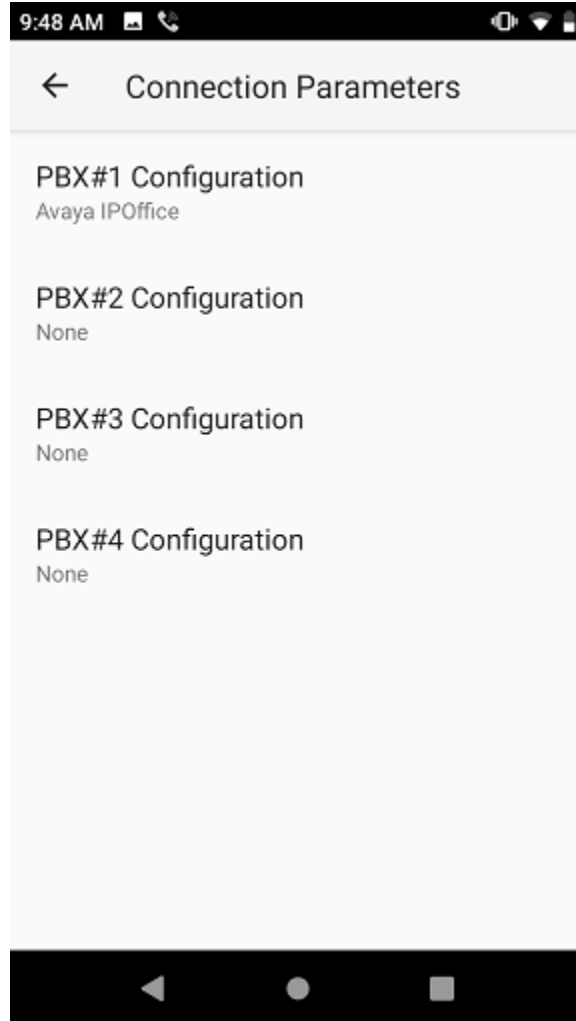 9:48 AM
Connection Parameters
PBX#1 Configuration
Avaya IPOffice
PBX#2 Configuration
None
PBX#3 Configuration
None
PBX#4 Configuration
None